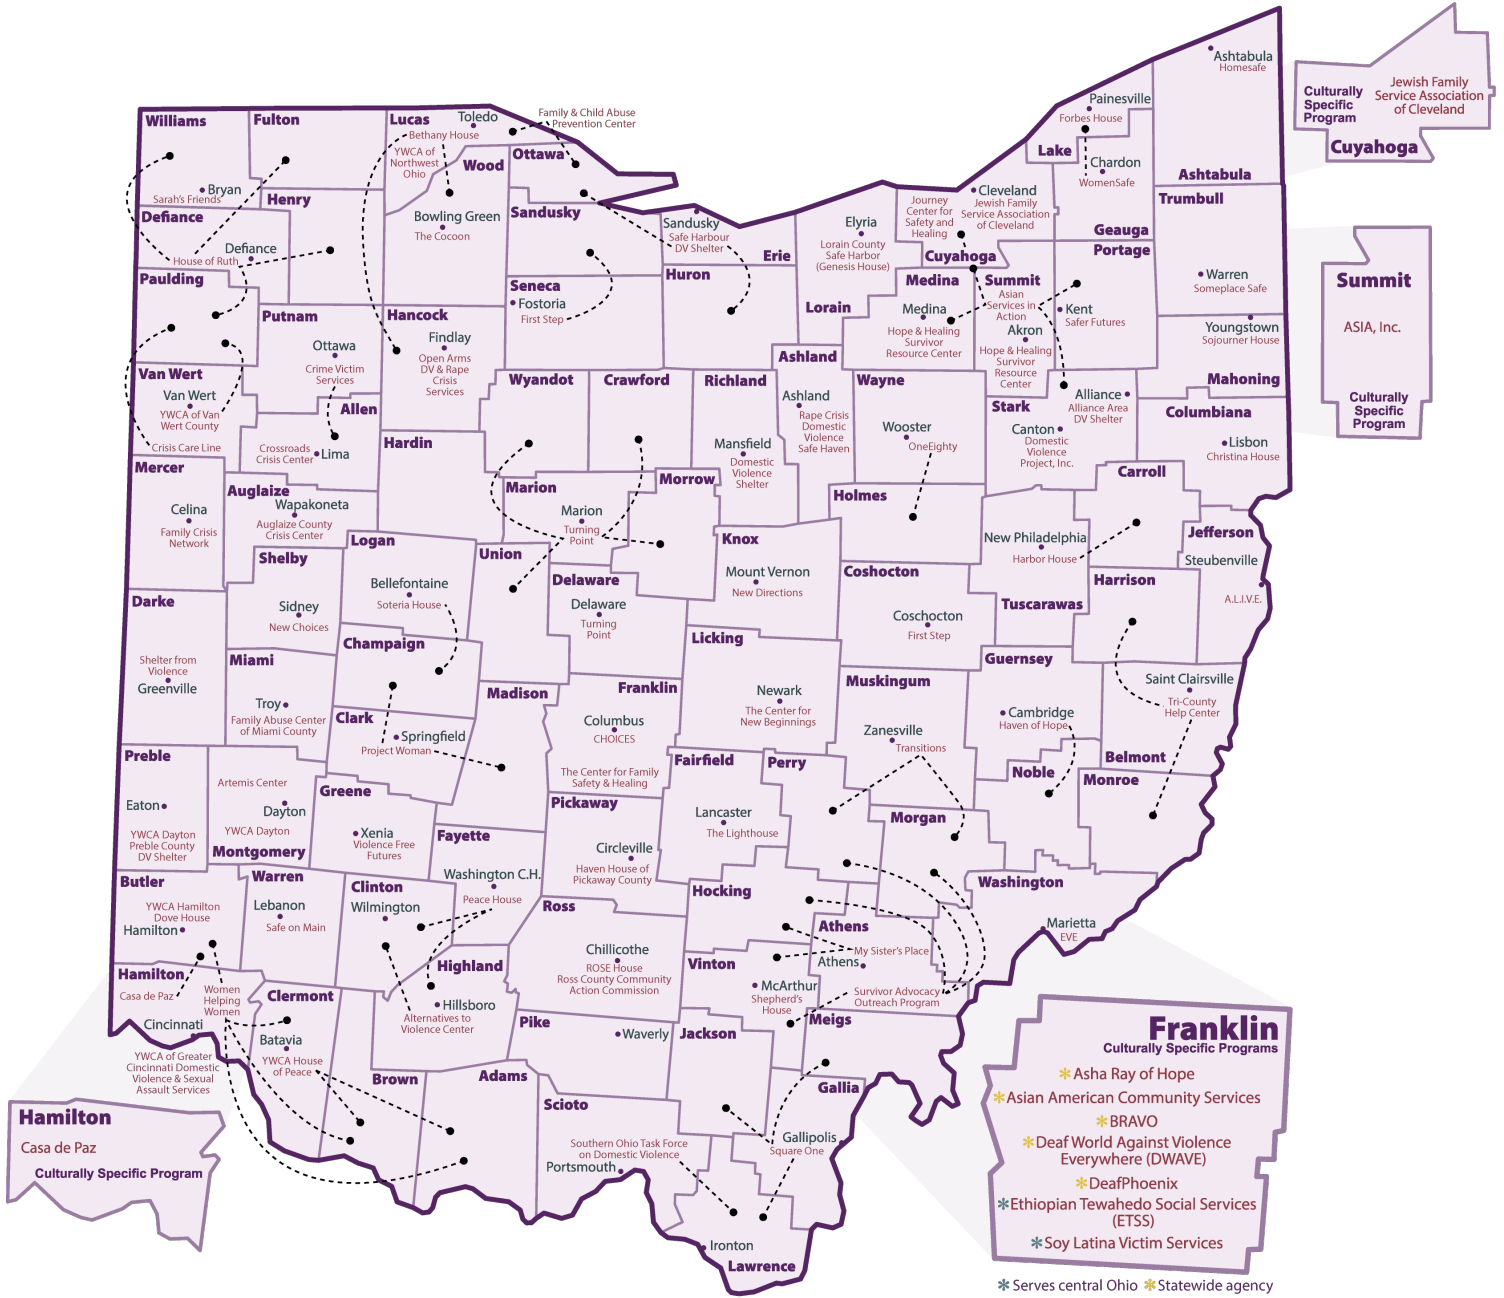 Williams
Bryan
Sarah's Friends
Fulton
Lucas
Toledo
Bethany House
YWCA of
Northwest
Ohio
Family & Child Abuse
Prevention Center
Wood
Bowling Green
The Cocoon
Ottawa
Sandusky
Sandusky
Safe Harbour
DV Shelter
Erie
Huron
Elyria
Lorain County
Safe Harbor
(Genesis House)
Lorain
Cleveland
Jewish Family
Service Association
of Cleveland
Journey
Center for
Safety and
Healing
Cuyahoga
Painesville
Forbes House
Lake
Chardon
WomenSafe
Geauga
Ashtabula
Homesafe
Ashtabula
Trumbull
Warren
Someplace Safe
Portage
Kent
Safer Futures
Youngstown
Sojourner House
Mahoning
Defiance
Defiance
House of Ruth
Henry
Paulding
Putnam
Ottawa
Crime Victim
Services
Hancock
Findlay
Open Arms
DV & Rape
Crisis
Services
Seneca
Fostoria
First Step
Medina
Medina
Hope & Healing
Survivor
Resource Center
Summit
Asian
Services in
Action
Akron
Hope & Healing
Survivor
Resource
Center
Van Wert
Van Wert
YWCA of Van
Wert County
Crisis Care Line
Allen
Crossroads
Crisis Center
Lima
Hardin
Wyandot
Crawford
Richland
Mansfield
Domestic
Violence
Shelter
Ashland
Ashland
Rape Crisis
Domestic
Violence
Safe Haven
Wayne
Wooster
OneEighty
Stark
Alliance
Alliance Area
DV Shelter
Canton
Domestic
Violence
Project, Inc.
Columbiana
Lisbon
Christina House
Mercer
Celina
Family Crisis
Network
Auglaize
Wapakoneta
Auglaize County
Crisis Center
Marion
Marion
Turning
Point
Morrow
Holmes
Carroll
New Philadelphia
Harbor House
Tuscarawas
Jefferson
Steubenville
A.L.I.V.E.
Harrison
Shelby
Sidney
New Choices
Logan
Bellefontaine
Soteria House
Union
Delaware
Delaware
Turning
Point
Knox
Mount Vernon
New Directions
Coshocton
Coschocton
First Step
Darke
Shelter from
Violence
Greenville
Miami
Troy
Family Abuse Center
of Miami County
Champaign
Clark
Springfield
Project Woman
Madison
Franklin
Columbus
CHOICES
The Center for Family
Safety & Healing
Licking
Newark
The Center for
New Beginnings
Muskingum
Zanesville
Transitions
Guernsey
Cambridge
Haven of Hope
Saint Clairsville
Tri-County
Help Center
Belmont
Noble
Monroe
Preble
Eaton
YWCA Dayton
Preble County
DV Shelter
Artemis Center
Dayton
YWCA Dayton
Montgomery
Greene
Xenia
Violence Free
Futures
Fayette
Washington C.H.
Peace House
Pickaway
Circleville
Haven House of
Pickaway County
Fairfield
Lancaster
The Lighthouse
Perry
Morgan
Washington
Marietta
EVE
Butler
YWCA Hamilton
Dove House
Hamilton
Warren
Lebanon
Safe on Main
Clinton
Wilmington
Highland
Hillsboro
Alternatives to
Violence Center
Ross
Chillicothe
ROSE House
Ross County Community
Action Commission
Hocking
Vinton
McArthur
Shepherd's
House
Athens
My Sister's Place
Athens
Survivor Advocacy
Outreach Program
Meigs
Hamilton
Casa de Paz
Women
Helping
Women
Cincinnati
YWCA of Greater
Cincinnati Domestic
Violence & Sexual
Assault Services
Clermont
Batavia
YWCA House
of Peace
Brown
Adams
Pike
Waverly
Jackson
Gallia
Gallipolis
Square One
Scioto
Southern Ohio Task Force
on Domestic Violence
Portsmouth
Ironton
Lawrence
Culturally
Specific
Program
Jewish Family
Service Association
of Cleveland
Cuyahoga
Summit
ASIA, Inc.
Culturally
Specific
Program
Hamilton
Casa de Paz
Culturally Specific Program
Franklin
Culturally Specific Programs
*Asha Ray of Hope
*Asian American Community Services
*BRAVO
*Deaf World Against Violence
Everywhere (DWAVE)
*DeafPhoenix
*Ethiopian Tewahedo Social Services
(ETSS)
*Soy Latina Victim Services
*Serves central Ohio *Statewide agency